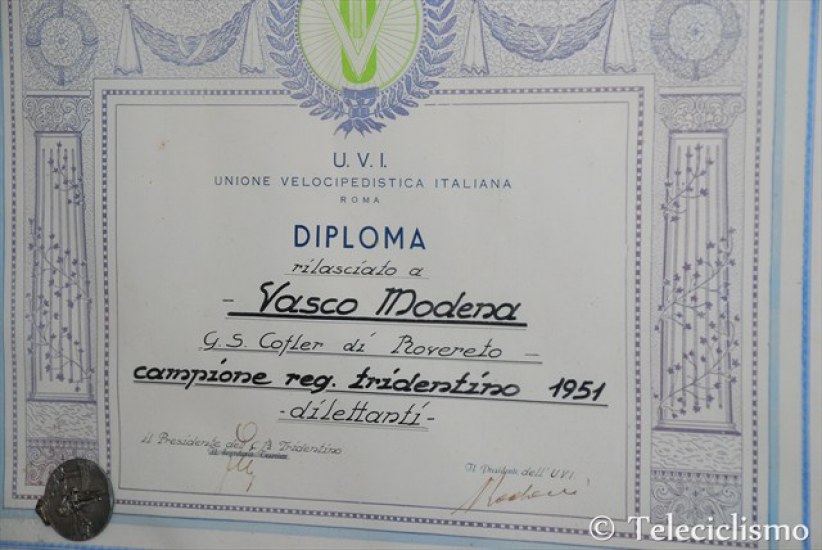 U.V.I.
UNIONE VELOCIPEDISTICA ITALIANA
ROMA
DIPLOMA
rilasciato a
- Vasco Modena
G.S. Cofler di Rovereto -
campione reg. tridentino 1951
- dilettanti -
il Presidente del Tridentino
Il dell'U.V.I.
© Teleciclismo